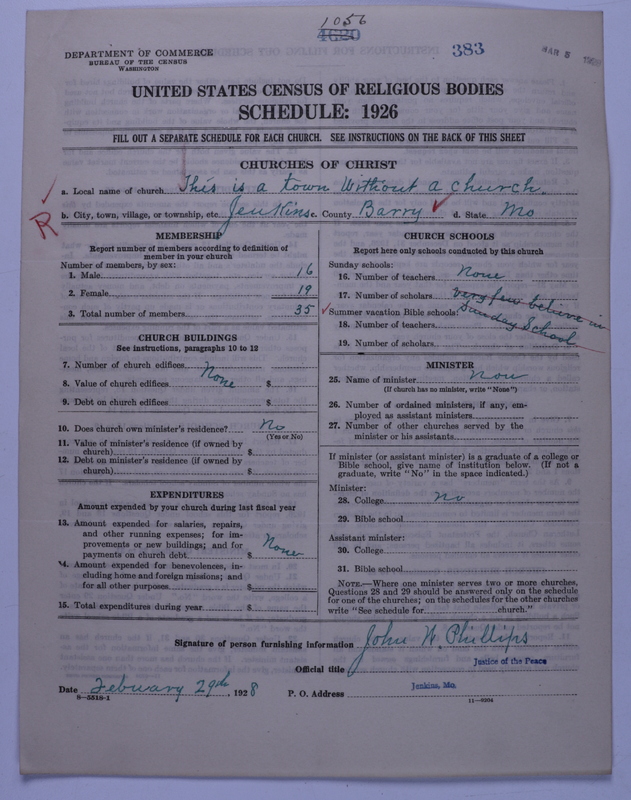 1056
4624
383
MAR 5 1928
DEPARTMENT OF COMMERCE
BUREAU OF THE CENSUS
WASHINGTON
UNITED STATES CENSUS OF RELIGIOUS BODIES
SCHEDULE: 1926
FILL OUT A SEPARATE SCHEDULE FOR EACH CHURCH. SEE INSTRUCTIONS ON THE BACK OF THIS SHEET
CHURCHES OF CHRIST
a. Local name of church This is a town Without a church.
R b. City, town, village, or township, etc. Jenkins c. County Barry d. State Mo
MEMBERSHIP
Report number of members according to definition of
member in your church
Number of members, by sex:
1. Male 16
2. Female 19
3. Total number of members 35
CHURCH BUILDINGS
See instructions, paragraphs 10 to 12
7. Number of church edifices None
8. Value of church edifices $
9. Debt on church edifices $
10. Does church own minister's residence? No
(Yes or No)
11. Value of minister's residence (if owned by
church) $
12. Debt on minister's residence (if owned by
church) $
EXPENDITURES
Amount expended by your church during last fiscal year
13. Amount expended for salaries, repairs,
and other running expenses; for im-
provements or new buildings; and for
payments on church debt $ None
14. Amount expended for benevolences, in-
cluding home and foreign missions; and
for all other purposes $
15. Total expenditures during year $
CHURCH SCHOOLS
Report here only schools conducted by this church
Sunday schools:
16. Number of teachers None
17. Number of scholars very few believe in
Summer vacation Bible schools: Sunday School.
18. Number of teachers
19. Number of scholars
MINISTER
25. Name of minister Non
(If church has no minister, write "None")
26. Number of ordained ministers, if any, em-
ployed as assistant ministers
27. Number of other churches served by the
minister or his assistants
If minister (or assistant minister) is a graduate of a college or
Bible school, give name of institution below. (If not a
graduate, write "No" in the space indicated.)
Minister:
28. College No
29. Bible school
Assistant minister:
30. College
31. Bible school
NOTE.—Where one minister serves two or more churches,
Questions 28 and 29 should be answered only on the schedule
for one of the churches; on the schedules for the other churches
write "See schedule for church."
Signature of person furnishing information John W. Phillips
Official title Justice of the Peace
Date February 29th, 1928 P. O. Address Jenkins, Mo.
8—5518-1 11—9204